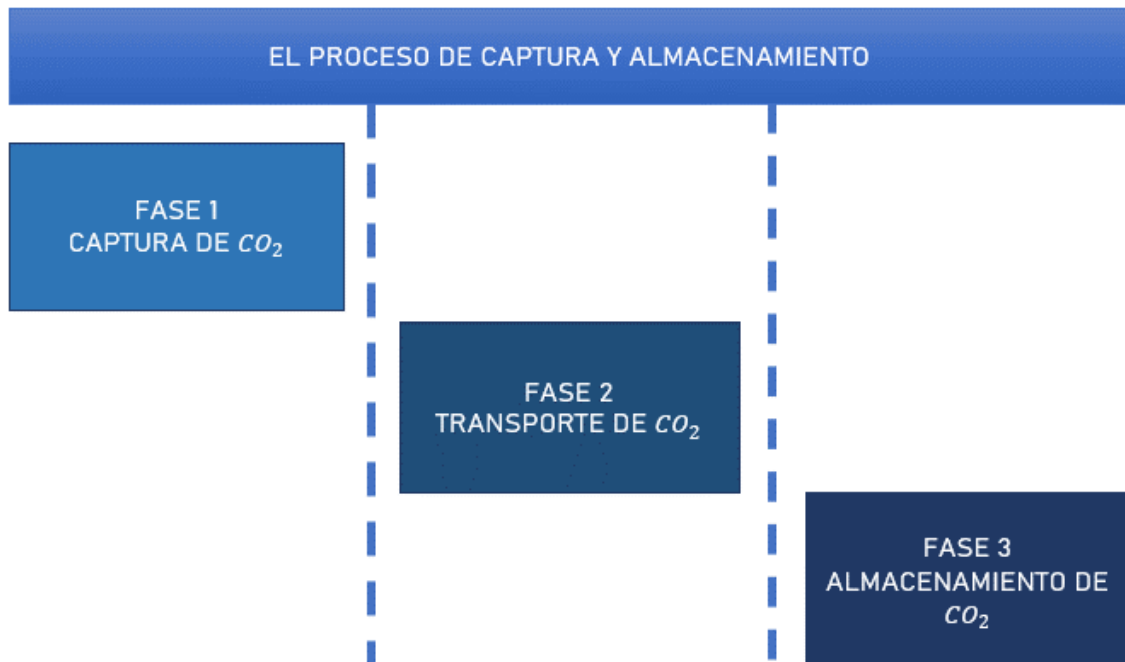 EL PROCESO DE CAPTURA Y ALMACENAMIENTO
FASE 1
CAPTURA DE CO₂
FASE 2
TRANSPORTE DE CO₂
FASE 3
ALMACENAMIENTO DE
CO₂